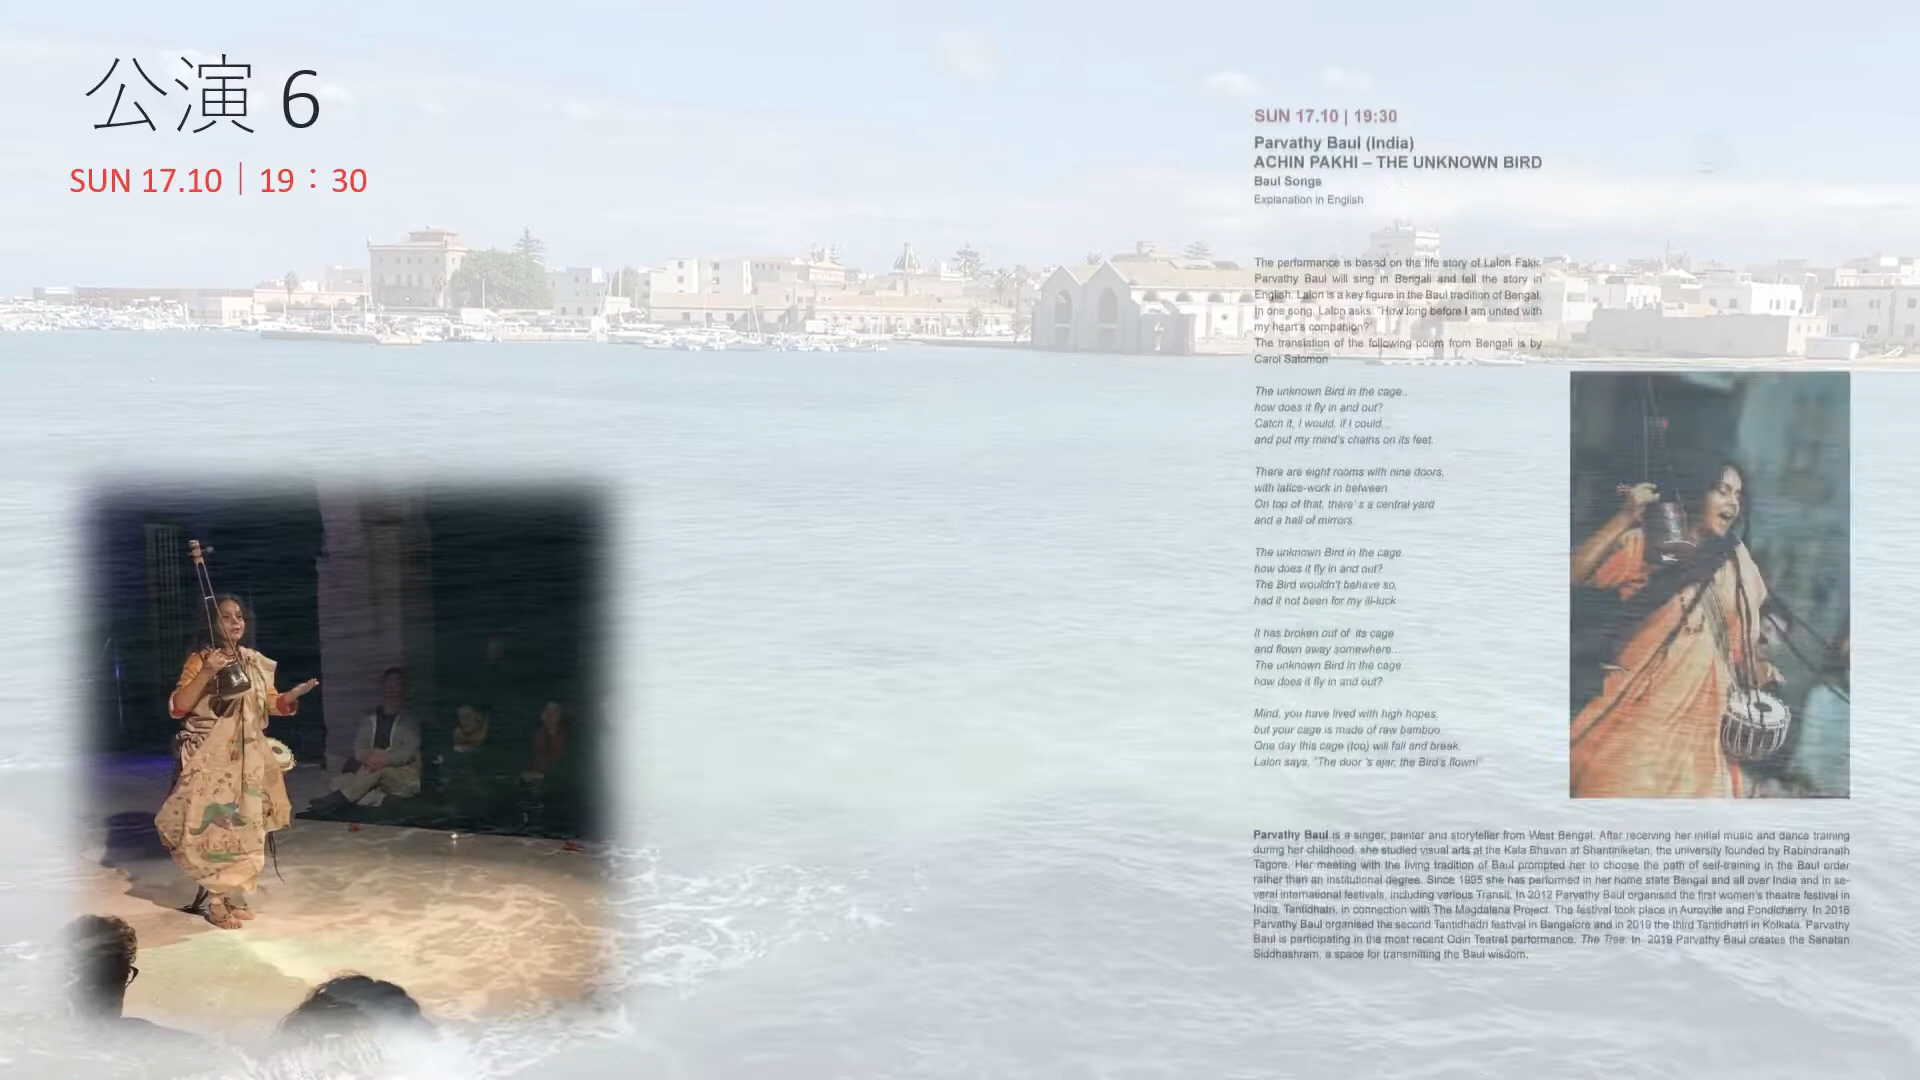 公演 6
SUN 17.10｜19：30
SUN 17.10 | 19:30
Parvathy Baul (India)
ACHIN PAKHI – THE UNKNOWN BIRD
Baul Songs
Explanation in English
The performance is based on the life story of Lalon Fakir.
Parvathy Baul will sing in Bengali and tell the story in
English. Lalon is a key figure in the Baul tradition of Bengal.
In one song, Lalon asks: "How long before I am united with
my heart's companion?"
The translation of the following poem from Bengali is by
Carol Salomon
The unknown Bird in the cage..
how does it fly in and out?
Catch it, I would, if I could...
and put my mind's chains on its feet.
There are eight rooms with nine doors,
with latice-work in between.
On top of that, there's a central yard
and a hall of mirrors.
The unknown Bird in the cage.
how does it fly in and out?
The Bird wouldn't behave so,
had it not been for my ill-luck
It has broken out of its cage
and flown away somewhere...
The unknown Bird in the cage
how does it fly in and out?
Mind, you have lived with high hopes,
but your cage is made of raw bamboo
One day this cage (too) will fall and break.
Lalon says, "The door 's ajar, the Bird's flown!"
Parvathy Baul is a singer, painter and storyteller from West Bengal. After receiving her initial music and dance training
during her childhood, she studied visual arts at the Kala Bhavan at Shantiniketan, the university founded by Rabindranath
Tagore. Her meeting with the living tradition of Baul prompted her to choose the path of self-training in the Baul order
rather than an institutional degree. Since 1995 she has performed in her home state Bengal and all over India and in se-
veral international festivals, including various Transit. In 2012 Parvathy Baul organised the first women's theatre festival in
India, Tantidhatri, in connection with The Magdalena Project. The festival took place in Auroville and Pondicherry. In 2016
Parvathy Baul organised the second Tantidhadri festival in Bangalore and in 2019 the third Tantidhatri in Kolkata. Parvathy
Baul is participating in the most recent Odin Teatret performance, The Tree. In 2019 Parvathy Baul creates the Sanatan
Siddhashram, a space for transmitting the Baul wisdom.